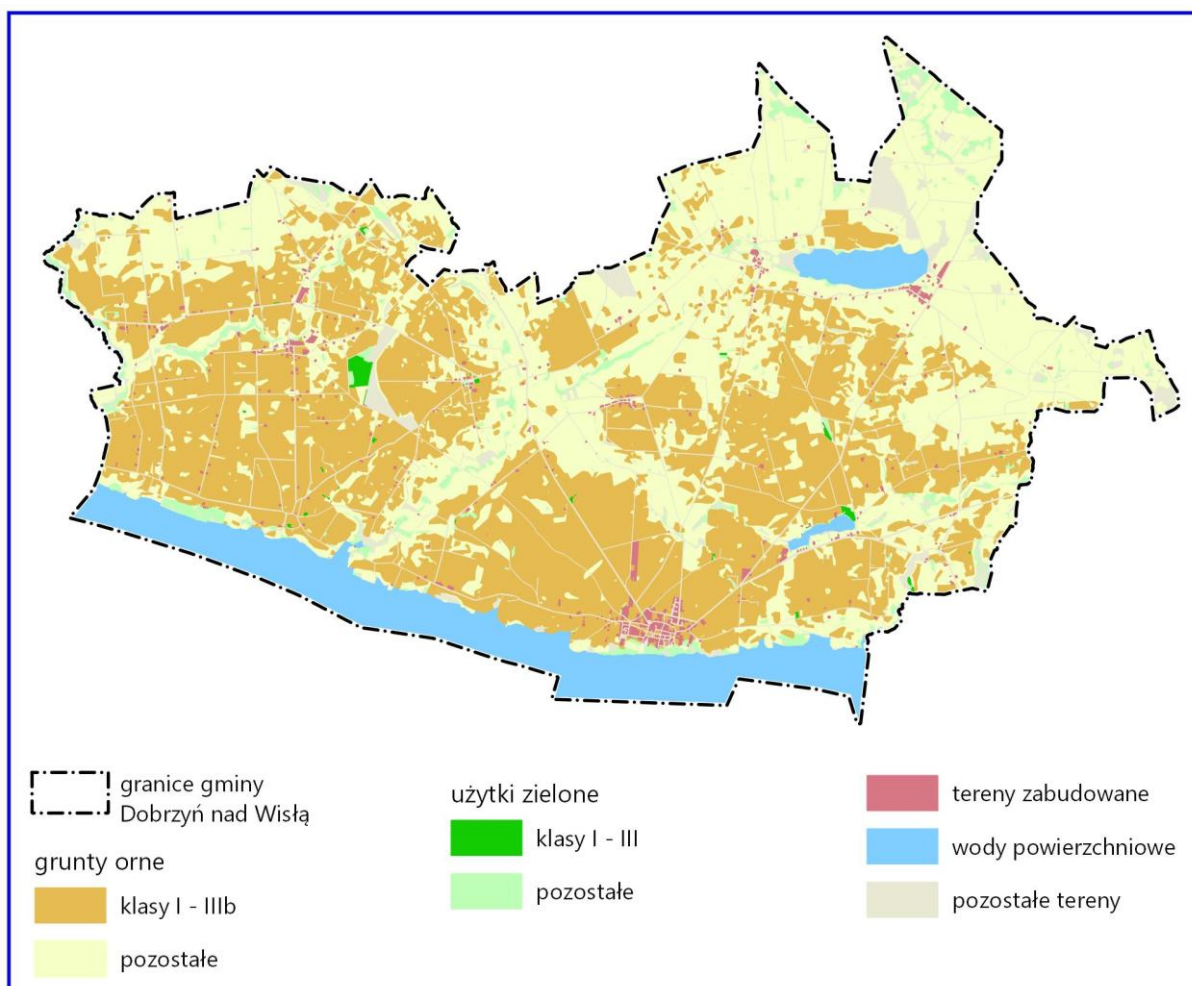 granice gminy
Dobrzyń nad Wisłą
grunty orne
klasy I - IIIb
pozostałe
użytki zielone
klasy I - III
pozostałe
tereny zabudowane
wody powierzchniowe
pozostałe tereny